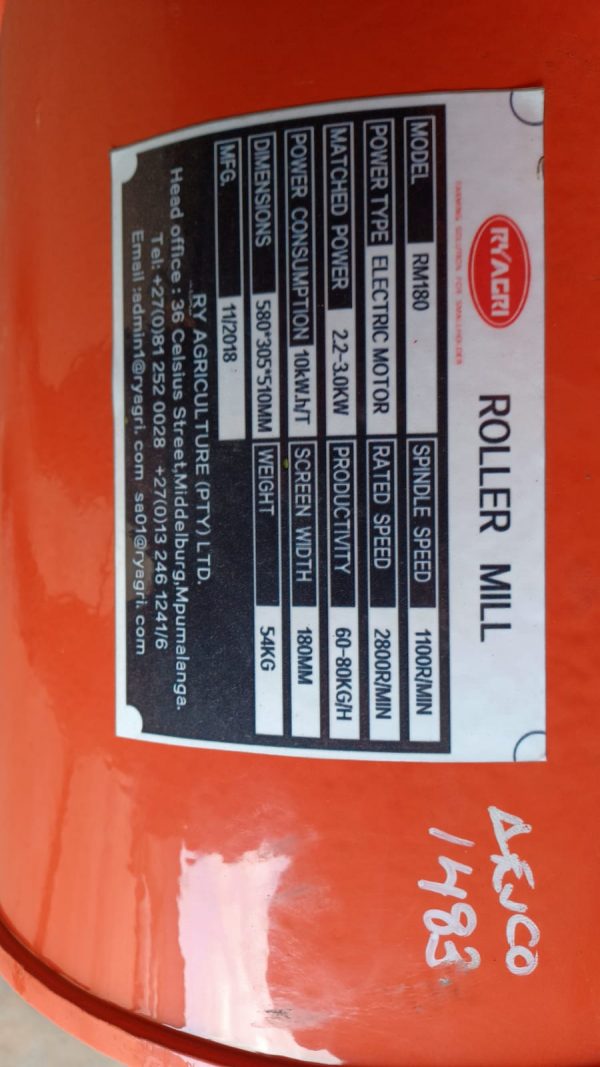 RYAGRI
FARMING SOLUTION FOR SMALLHOLDER
ROLLER MILL
MODEL RM180 SPINDLE SPEED 1100R/MIN
POWER TYPE ELECTRIC MOTOR RATED SPEED 2800R/MIN
MATCHED POWER 2.2-3.0KW PRODUCTIVITY 60-80KG/H
POWER CONSUMPTION 10kW.h/T SCREEN WIDTH 180MM
DIMENSIONS 580*305*510MM WEIGHT 54KG
MFG. 11/2018
RY AGRICULTURE (PTY) LTD.
Head office : 36 Celsius Street,Middelburg,Mpumalanga.
Tel: +27(0)81 252 0028 +27(0)13 246 1241/6
Email :admin1@ryagri. com sa01@ryagri. com
1483